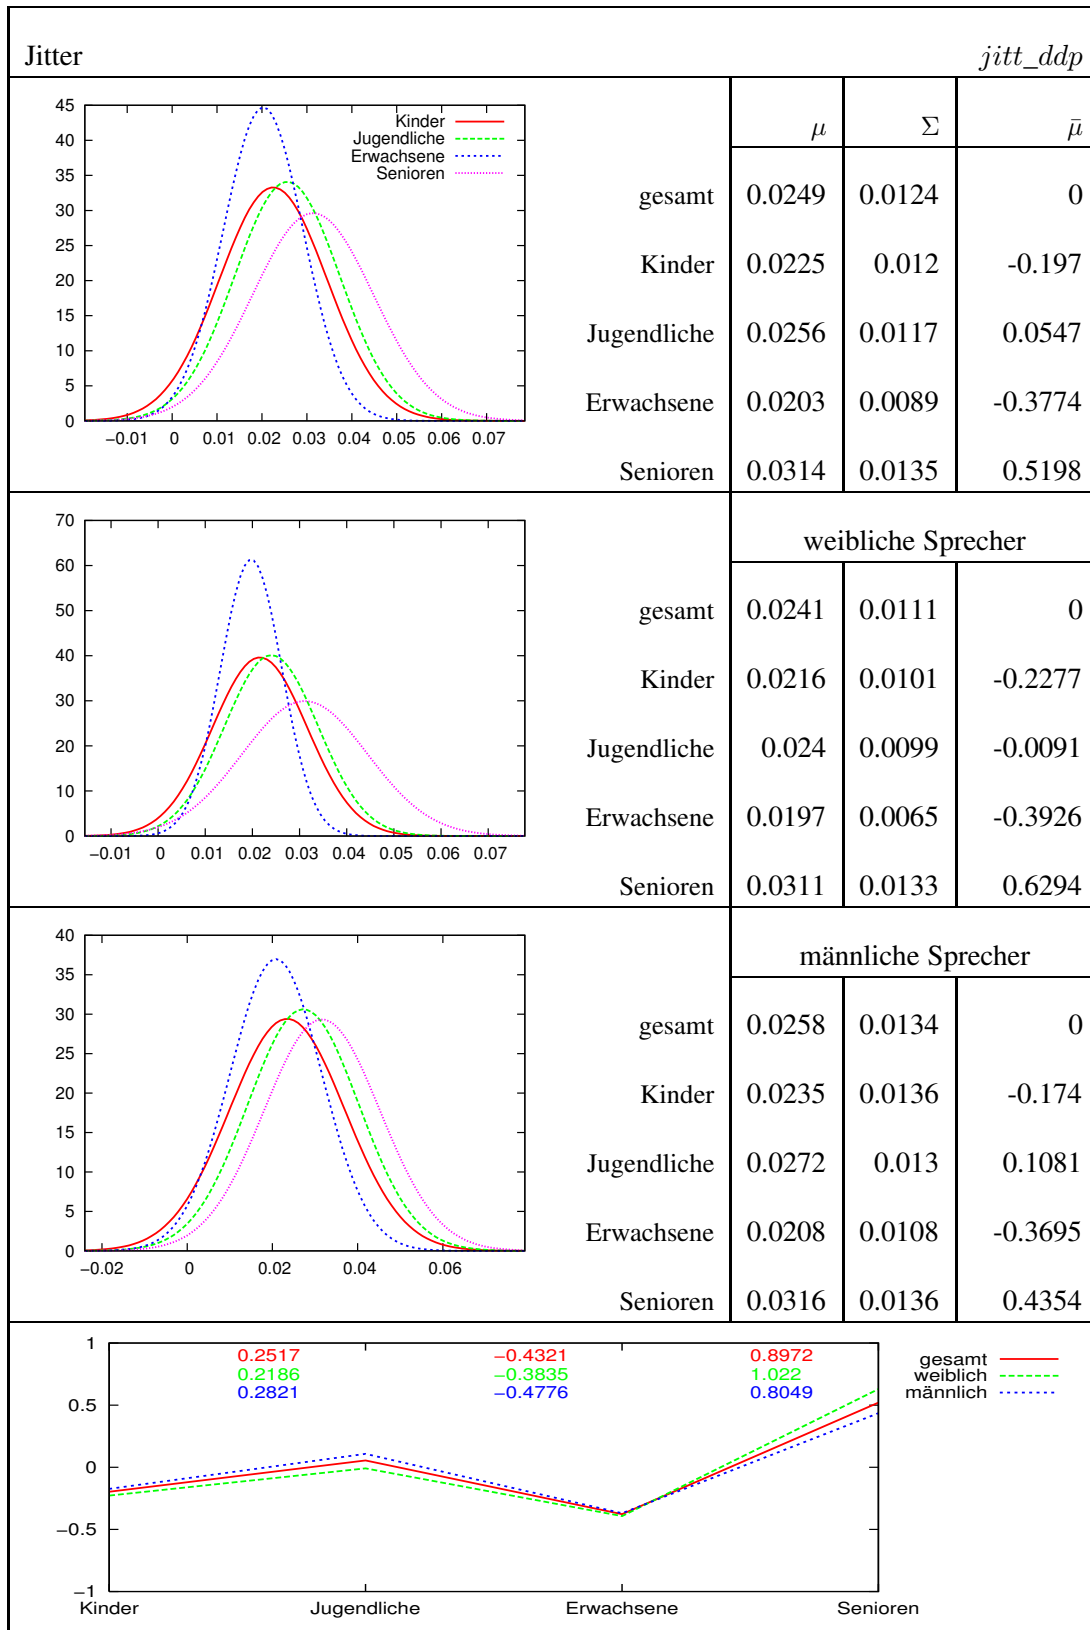 Jitter jitt_ddp
45
40
35
30
25
20
15
10
5
0
Kinder
Jugendliche
Erwachsene
Senioren
−0.01 0 0.01 0.02 0.03 0.04 0.05 0.06 0.07
μ Σ μ̄
gesamt 0.0249 0.0124 0
Kinder 0.0225 0.012 -0.197
Jugendliche 0.0256 0.0117 0.0547
Erwachsene 0.0203 0.0089 -0.3774
Senioren 0.0314 0.0135 0.5198
70
60
50
40
30
20
10
0
−0.01 0 0.01 0.02 0.03 0.04 0.05 0.06 0.07
weibliche Sprecher
gesamt 0.0241 0.0111 0
Kinder 0.0216 0.0101 -0.2277
Jugendliche 0.024 0.0099 -0.0091
Erwachsene 0.0197 0.0065 -0.3926
Senioren 0.0311 0.0133 0.6294
40
35
30
25
20
15
10
5
0
−0.02 0 0.02 0.04 0.06
männliche Sprecher
gesamt 0.0258 0.0134 0
Kinder 0.0235 0.0136 -0.174
Jugendliche 0.0272 0.013 0.1081
Erwachsene 0.0208 0.0108 -0.3695
Senioren 0.0316 0.0136 0.4354
1
0.5
0
−0.5
−1
0.2517 −0.4321 0.8972
0.2186 −0.3835 1.022
0.2821 −0.4776 0.8049
gesamt
weiblich
männlich
Kinder Jugendliche Erwachsene Senioren